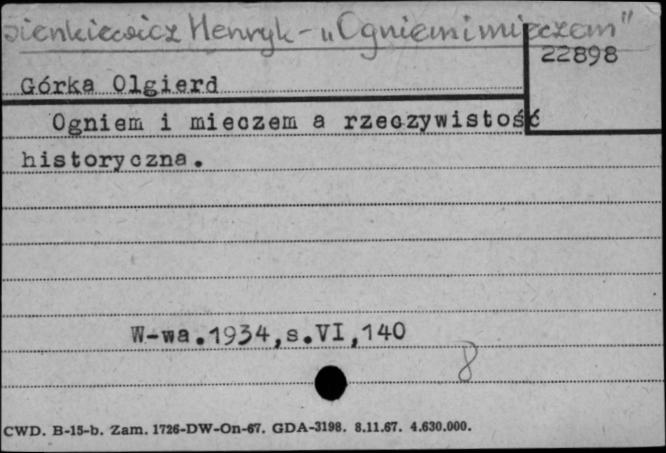 Sienkiewicz Henryk - "Ogniem i mieczem"
22898
Górka Olgierd
Ogniem i mieczem a rzeczywistość
historyczna.
W-wa.1934,s.VI,140
8
CWD. B-15-b. Zam. 1726-DW-On-67. GDA-3198. 8.11.67. 4.630.000.